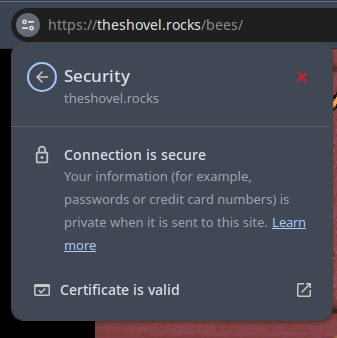 https://theshovel.rocks/bees/
Security
theshovel.rocks
Connection is secure
Your information (for example,
passwords or credit card numbers) is
private when it is sent to this site. Learn
more
Certificate is valid